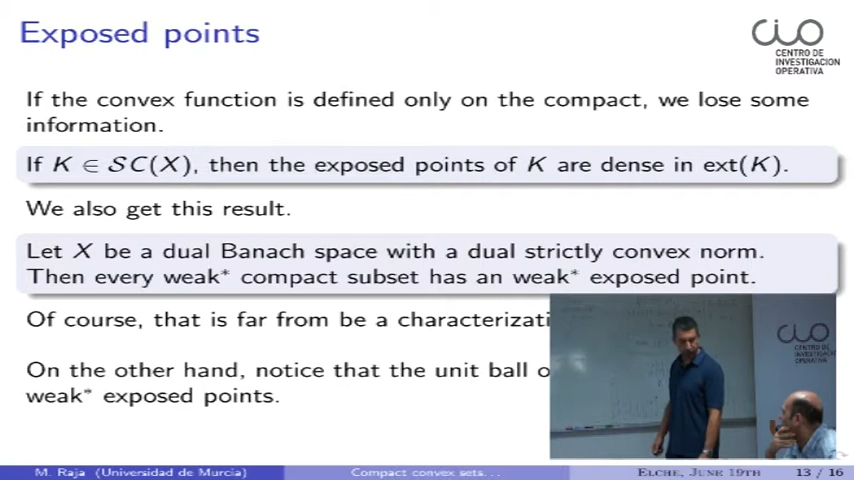 Exposed points
CENTRO DE
INVESTIGACION
OPERATIVA
If the convex function is defined only on the compact, we lose some
information.
If K ∈ SC(X), then the exposed points of K are dense in ext(K).
We also get this result.
Let X be a dual Banach space with a dual strictly convex norm.
Then every weak* compact subset has an weak* exposed point.
Of course, that is far from be a
On the other hand, notice that the unit ball
weak* exposed points.
CENTRO DE
M. Raja (Universidad de Murcia)
Compact convex sets...
Elche, June 19th
13 / 16